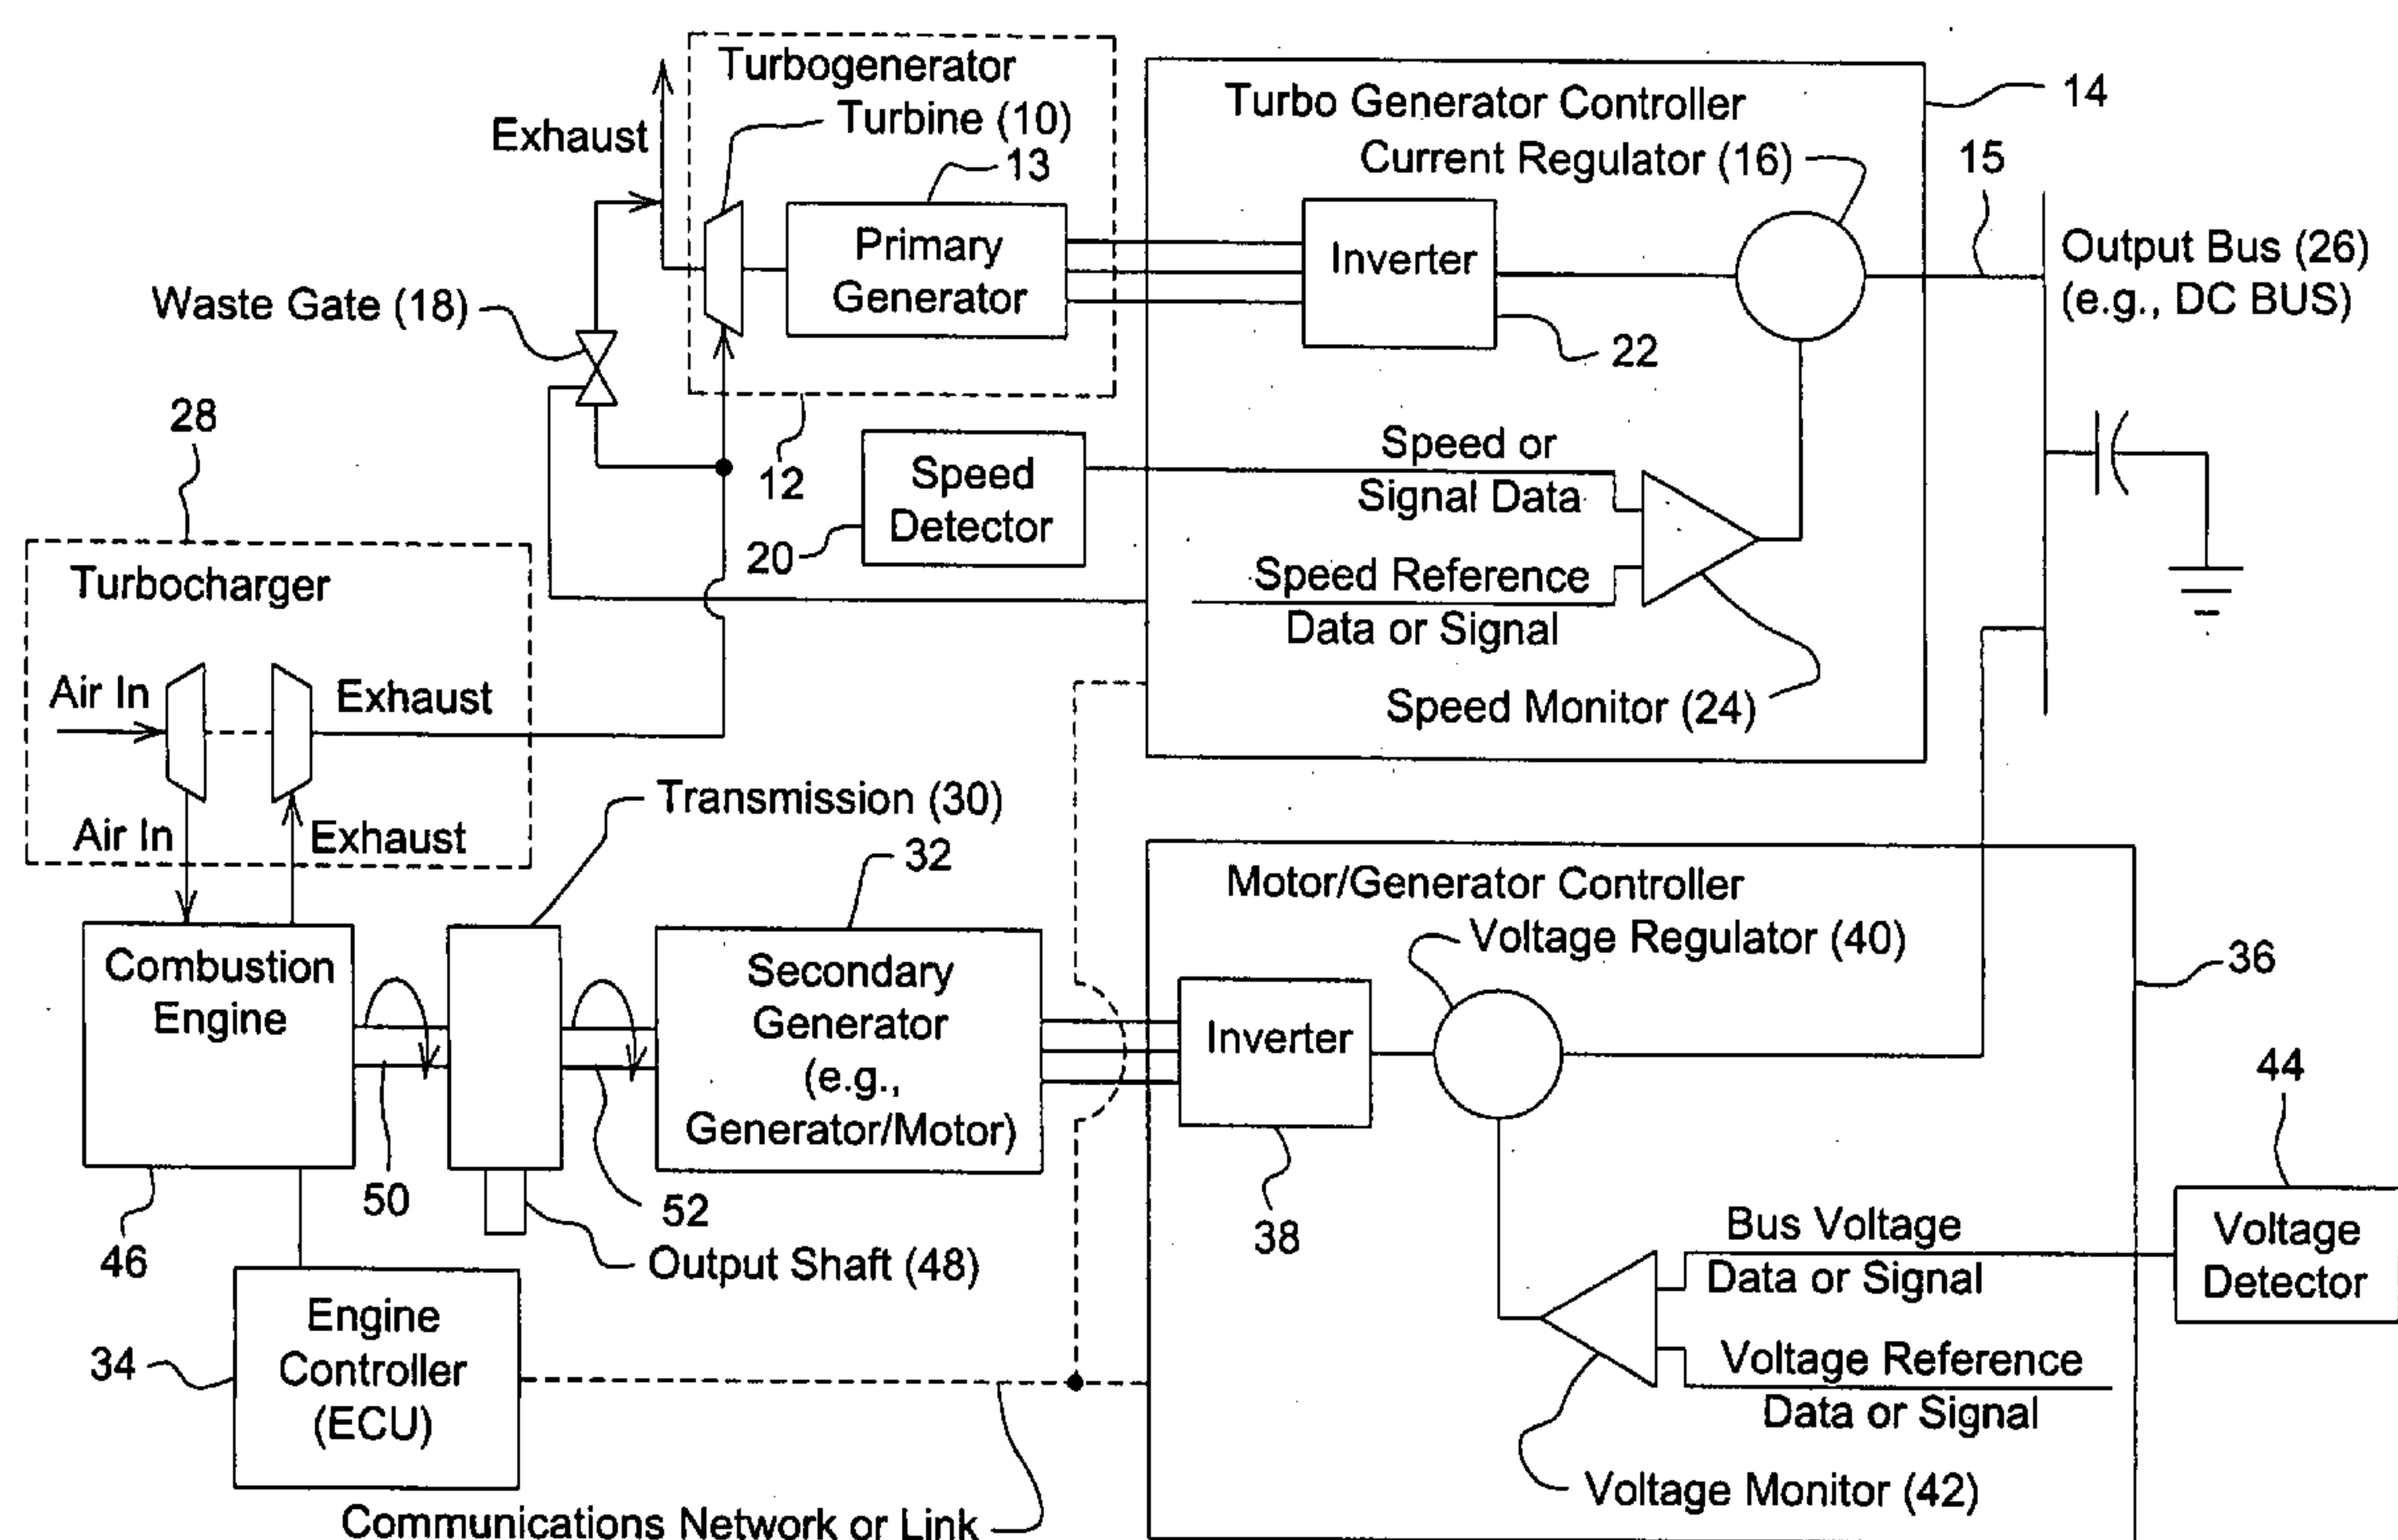 Turbogenerator
Turbine (10)
13
Exhaust
Primary
Generator
Waste Gate (18)
12
Turbo Generator Controller
14
Current Regulator (16)
15
Inverter
22
Output Bus (26)
(e.g., DC BUS)
28
Speed
Detector
20
Speed or
Signal Data
Speed Reference
Data or Signal
Speed Monitor (24)
Turbocharger
Air In
Exhaust
Air In
Exhaust
Transmission (30)
32
Combustion
Engine
46
50
Secondary
Generator
(e.g.,
Generator/Motor)
52
Output Shaft (48)
Engine
Controller
(ECU)
34
Communications Network or Link
Motor/Generator Controller
Voltage Regulator (40)
36
Inverter
38
44
Voltage
Detector
Bus Voltage
Data or Signal
Voltage Reference
Data or Signal
Voltage Monitor (42)